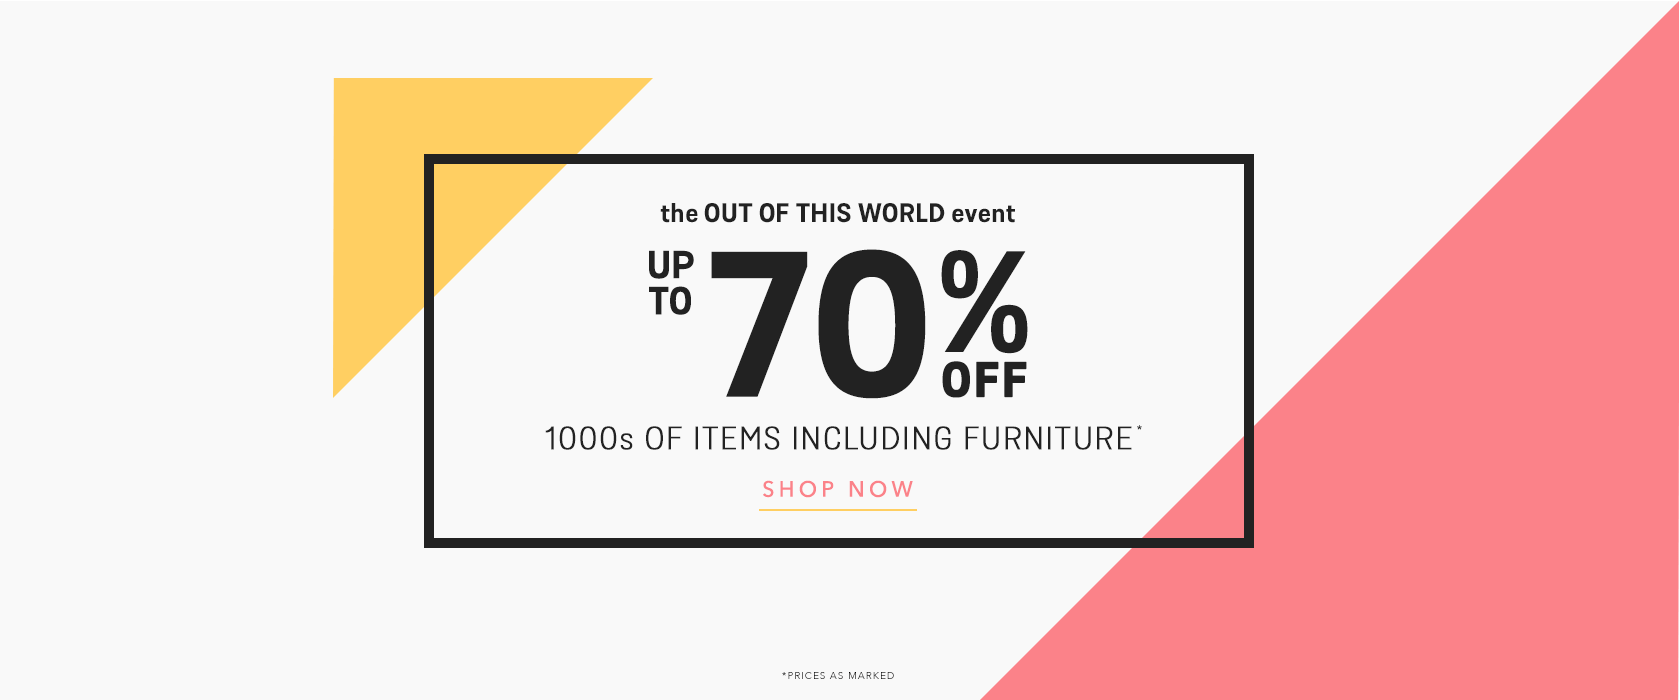 the OUT OF THIS WORLD event
UP TO 70% OFF
1000s OF ITEMS INCLUDING FURNITURE*
SHOP NOW
*PRICES AS MARKED